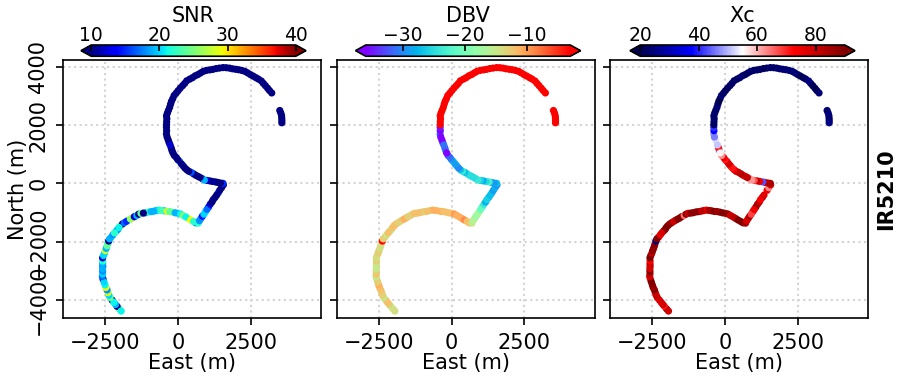 SNR DBV Xc
10 20 30 40 −30 −20 −10 20 40 60 80
4000
2000
0
−2000
−4000
North (m)
IR5210
−2500 0 2500 −2500 0 2500 −2500 0 2500
East (m) East (m) East (m)